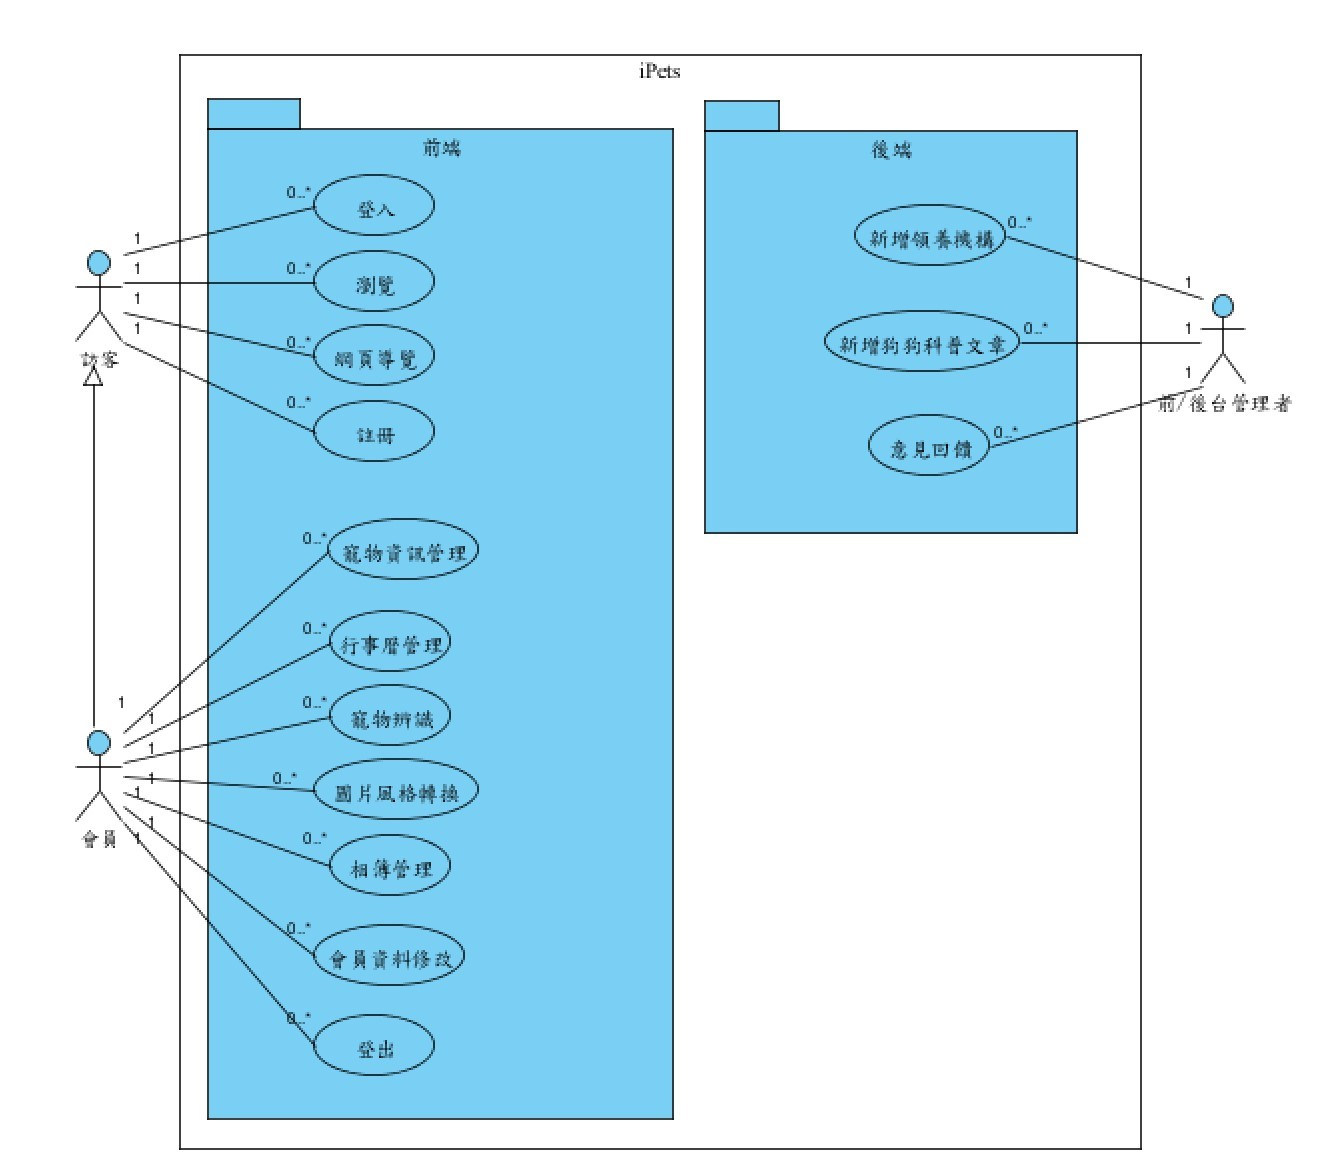 iPets
前端
登入
瀏覽
網頁導覽
註冊
寵物資訊管理
行事曆管理
寵物辨識
圖片風格轉換
相簿管理
會員資料修改
登出
訪客
會員
1
1
1
1
0..*
0..*
0..*
0..*
1
1
1
1
1
1
1
0..*
0..*
0..*
0..*
0..*
0..*
0..*
後端
新增領養機構
新增狗狗科普文章
意見回饋
0..*
0..*
0..*
1
1
1
前/後台管理者